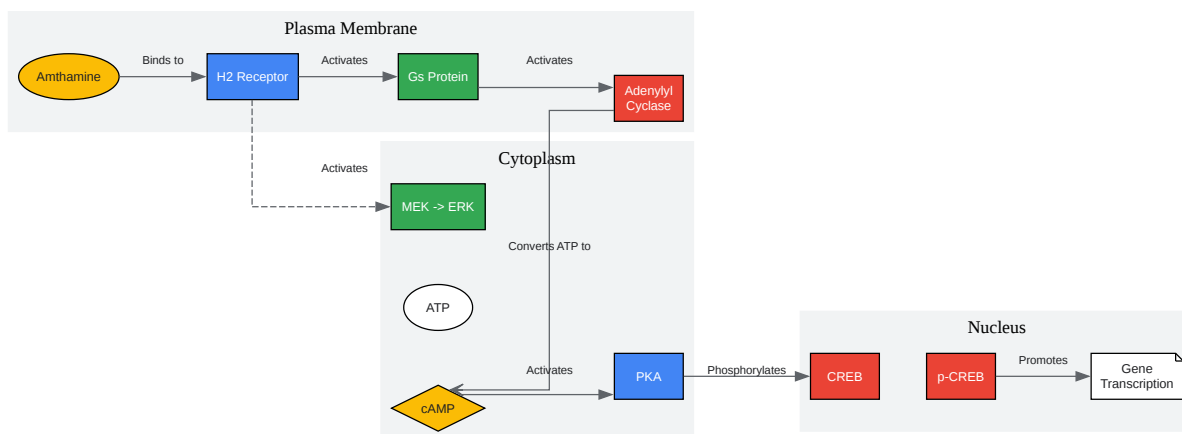 Plasma Membrane
Amthamine
Binds to
H2 Receptor
Activates
Gs Protein
Activates
Adenylyl
Cyclase
Cytoplasm
Activates
MEK -> ERK
Converts ATP to
ATP
cAMP
Activates
PKA
Phosphorylates
Nucleus
CREB
p-CREB
Promotes
Gene
Transcription